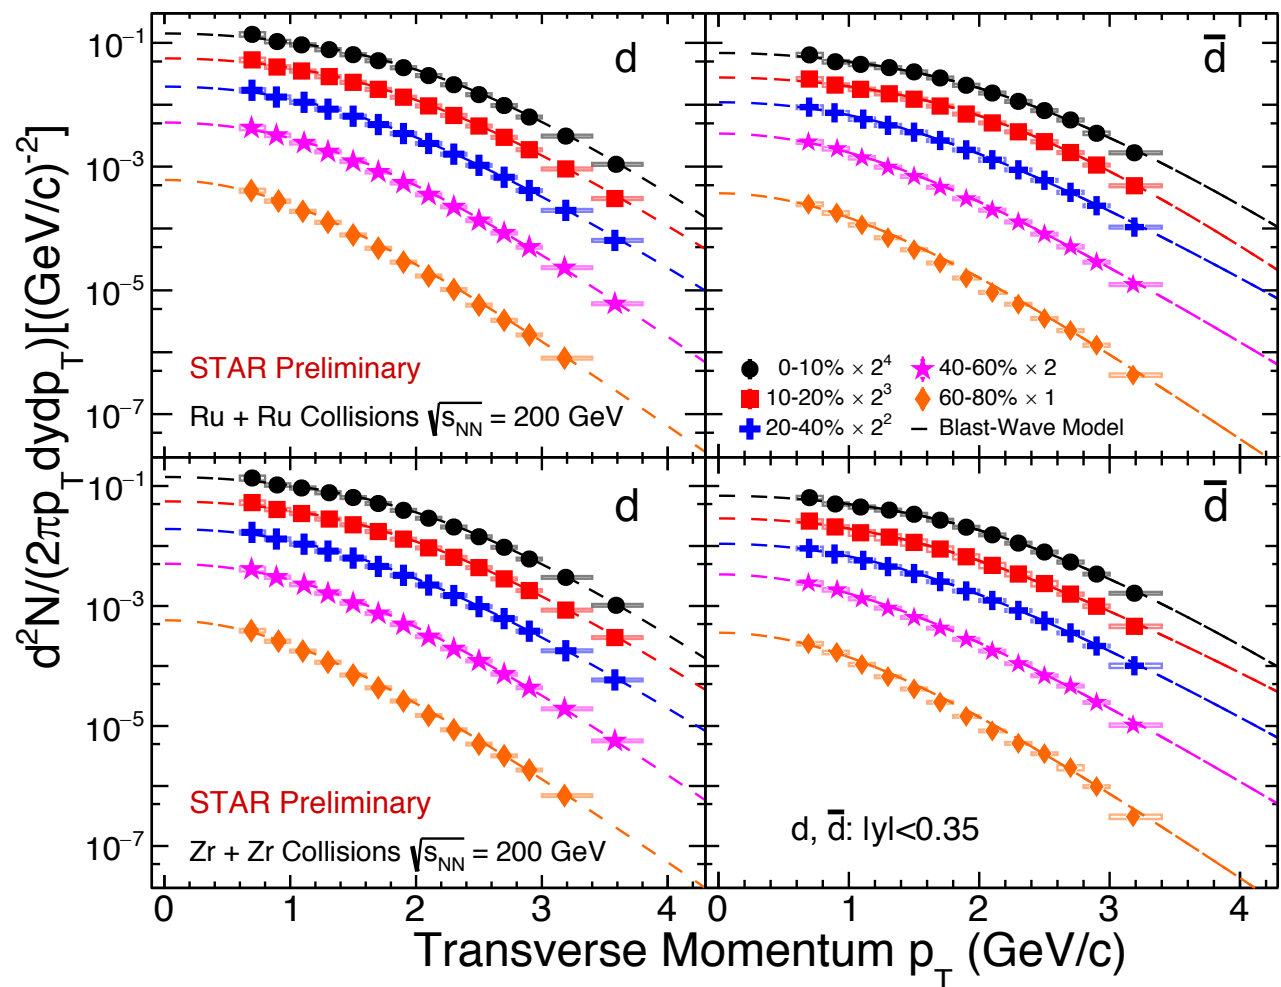 d²N/(2πp_T dydp_T)[(GeV/c)⁻²]
10⁻¹
10⁻³
10⁻⁵
10⁻⁷
d
STAR Preliminary
Ru + Ru Collisions √s_NN = 200 GeV
d̅
0-10% × 2⁴
10-20% × 2³
20-40% × 2²
40-60% × 2
60-80% × 1
Blast-Wave Model
10⁻¹
10⁻³
10⁻⁵
10⁻⁷
d
STAR Preliminary
Zr + Zr Collisions √s_NN = 200 GeV
d̅
d, d̅: |y|<0.35
0 1 2 3 4
0 1 2 3 4
Transverse Momentum p_T (GeV/c)